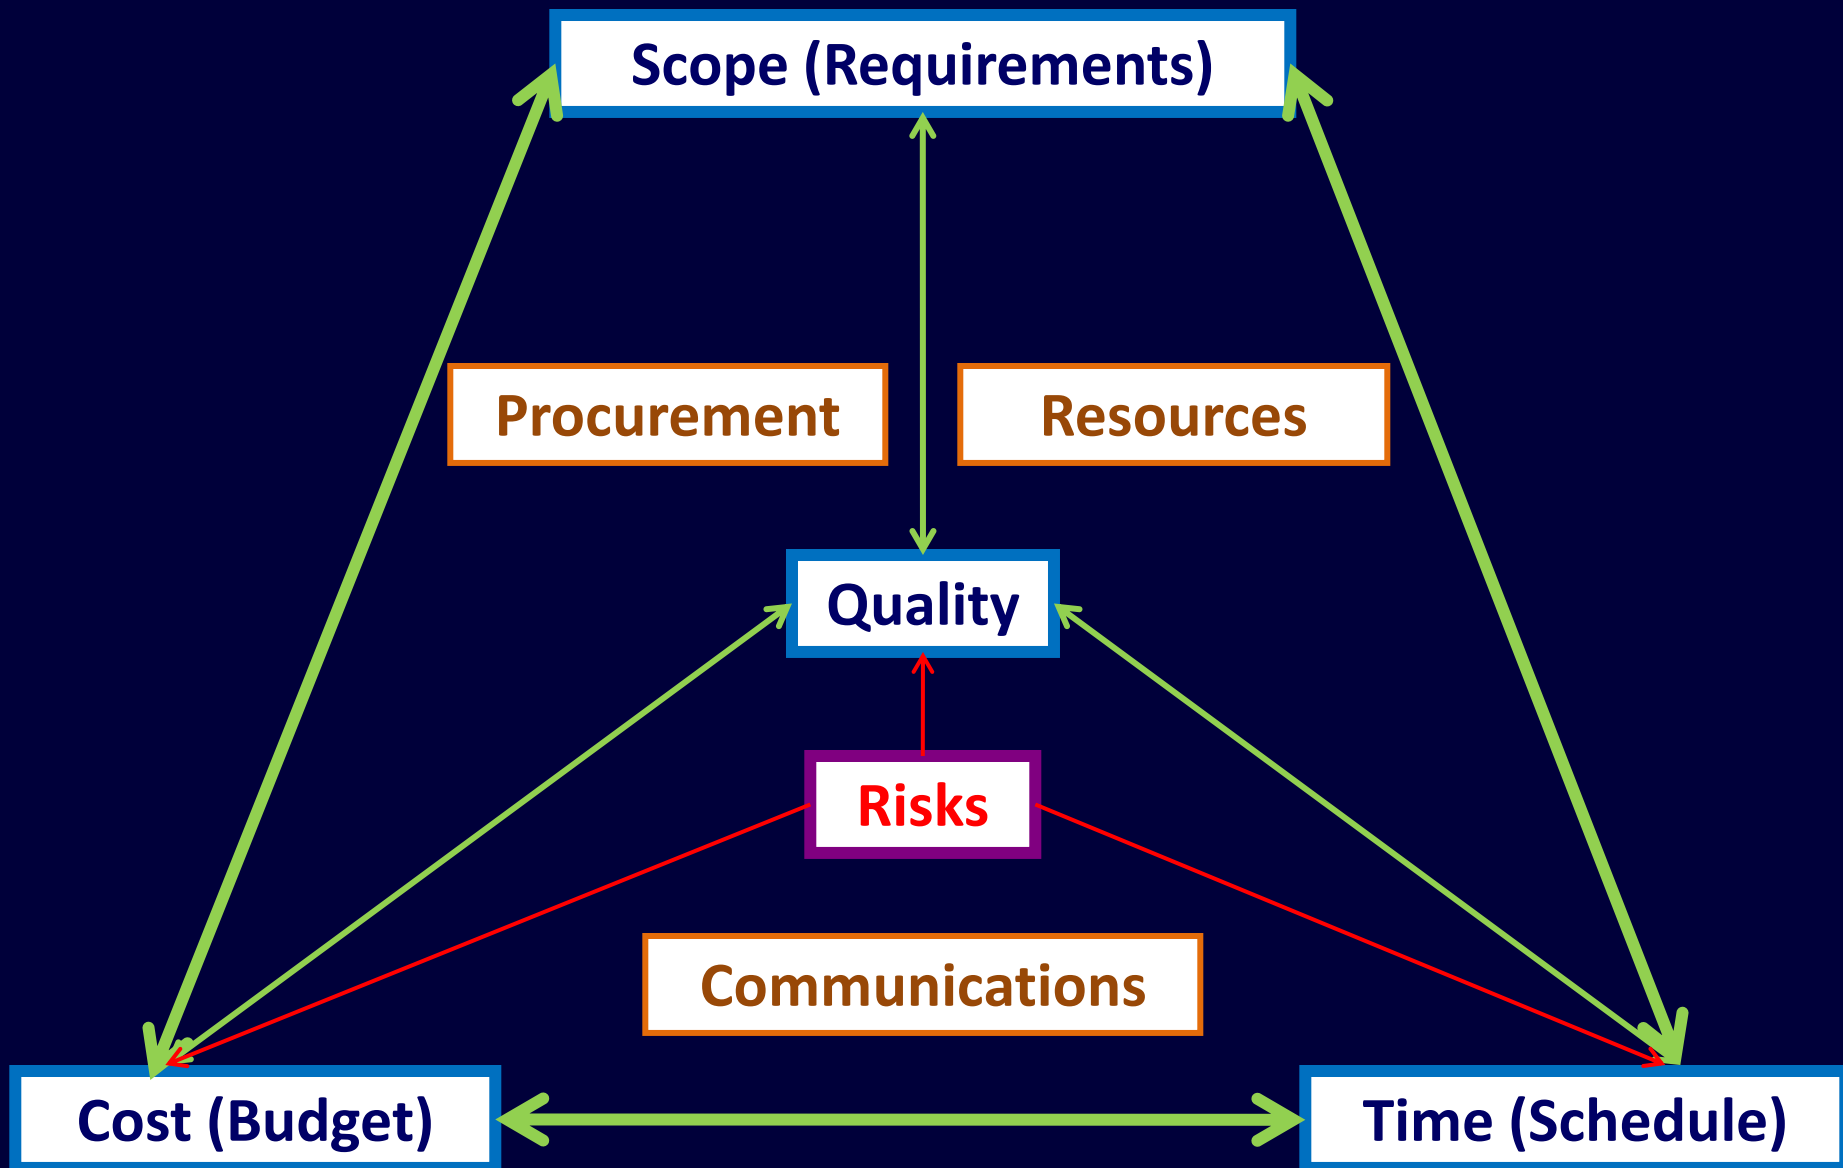 Scope (Requirements)
Procurement
Resources
Quality
Risks
Communications
Cost (Budget)
Time (Schedule)